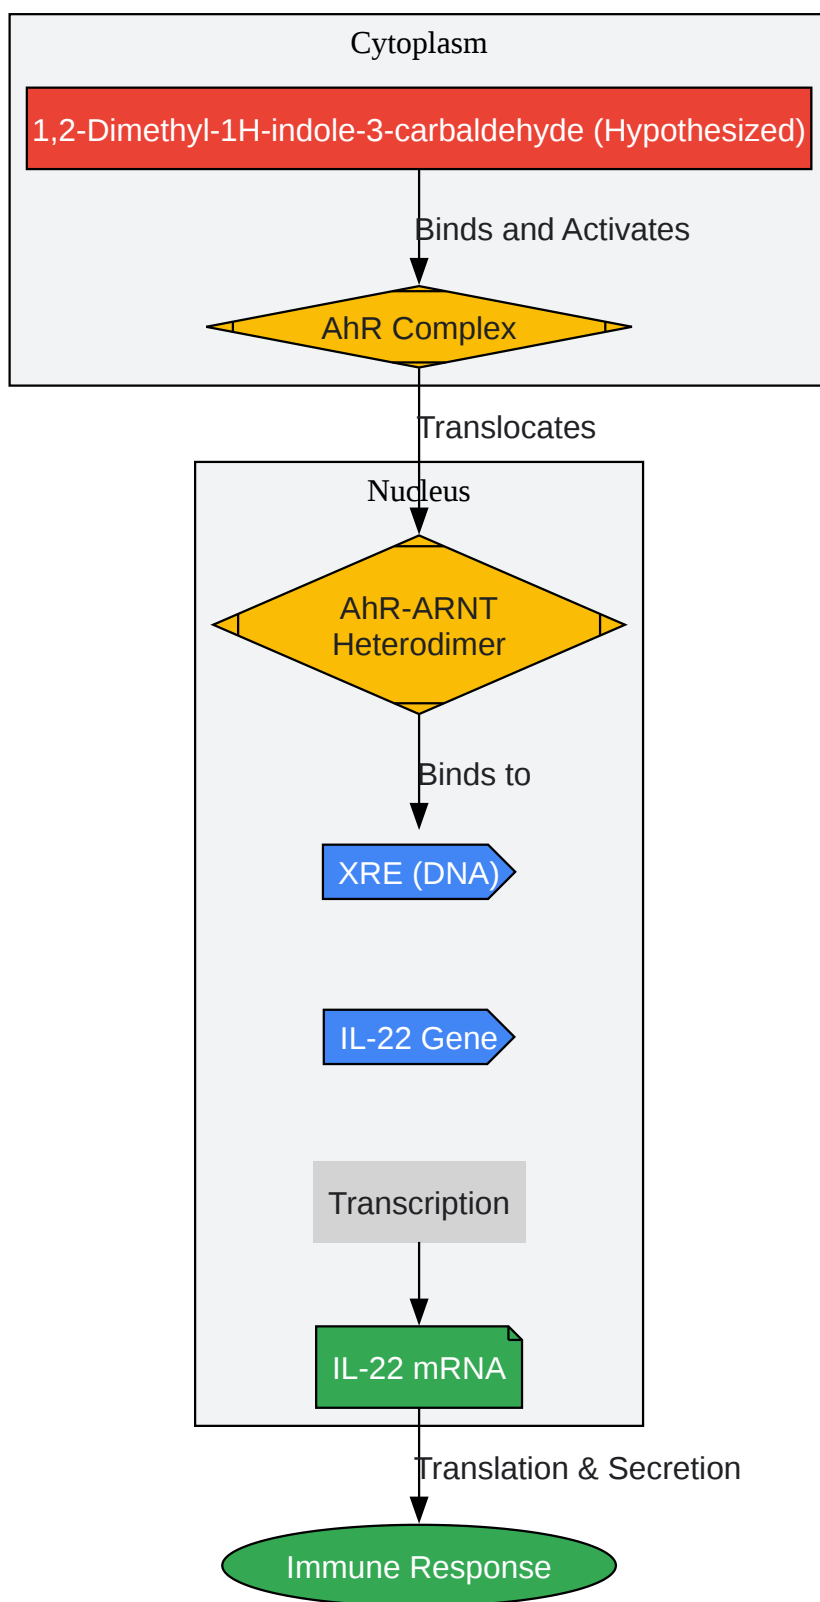 Cytoplasm
1,2-Dimethyl-1H-indole-3-carbaldehyde (Hypothesized)
Binds and Activates
AhR Complex
Translocates
Nucleus
AhR-ARNT
Heterodimer
Binds to
XRE (DNA)
IL-22 Gene
Transcription
IL-22 mRNA
Translation & Secretion
Immune Response